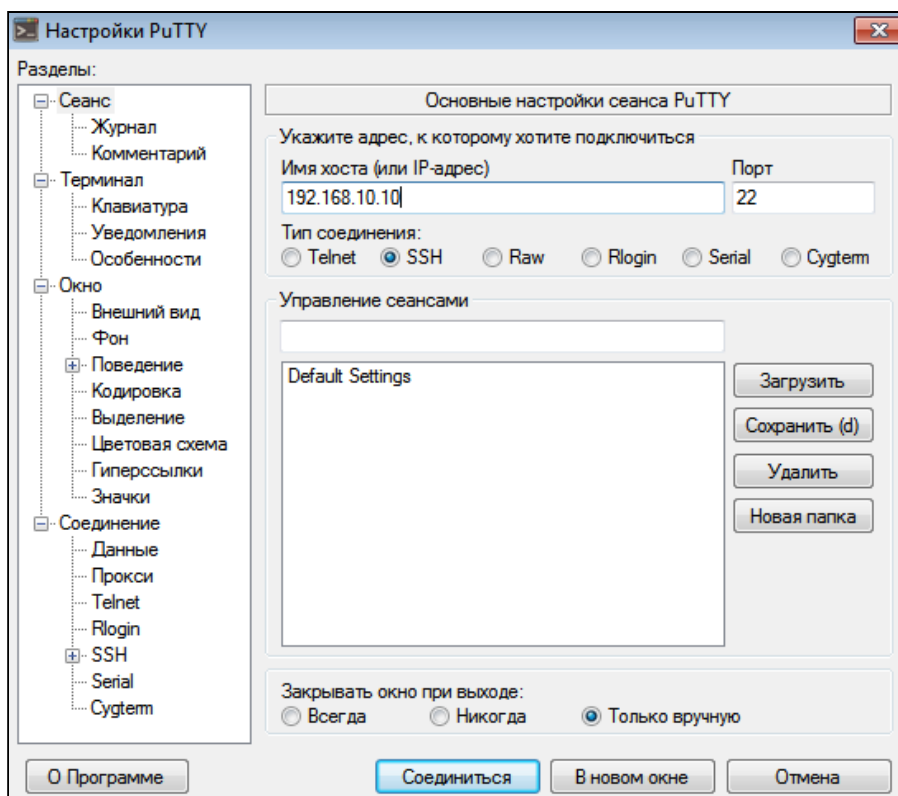 Настройки PuTTY
Разделы:
Сеанс
Журнал
Комментарий
Терминал
Клавиатура
Уведомления
Особенности
Окно
Внешний вид
Фон
Поведение
Кодировка
Выделение
Цветовая схема
Гиперссылки
Значки
Соединение
Данные
Прокси
Telnet
Rlogin
SSH
Serial
Cygterm
Основные настройки сеанса PuTTY
Укажите адрес, к которому хотите подключиться
Имя хоста (или IP-адрес) Порт
192.168.10.10 22
Тип соединения:
Telnet SSH Raw Rlogin Serial Cygterm
Управление сеансами
Default Settings
Загрузить
Сохранить (d)
Удалить
Новая папка
Закрывать окно при выходе:
Всегда Никогда Только вручную
О Программе Соединиться В новом окне Отмена